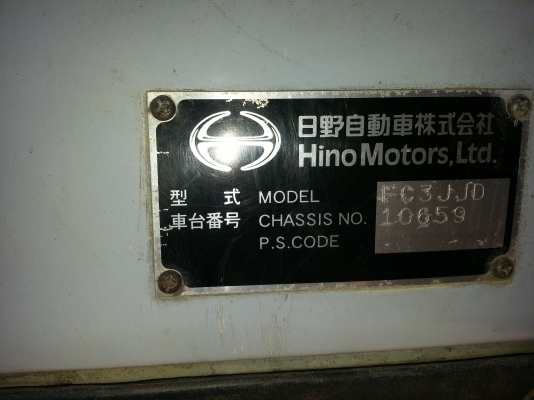 日野自動車株式会社
Hino Motors, Ltd.
型 式 MODEL FC3JJD
車台番号 CHASSIS NO. 10659
P.S.CODE